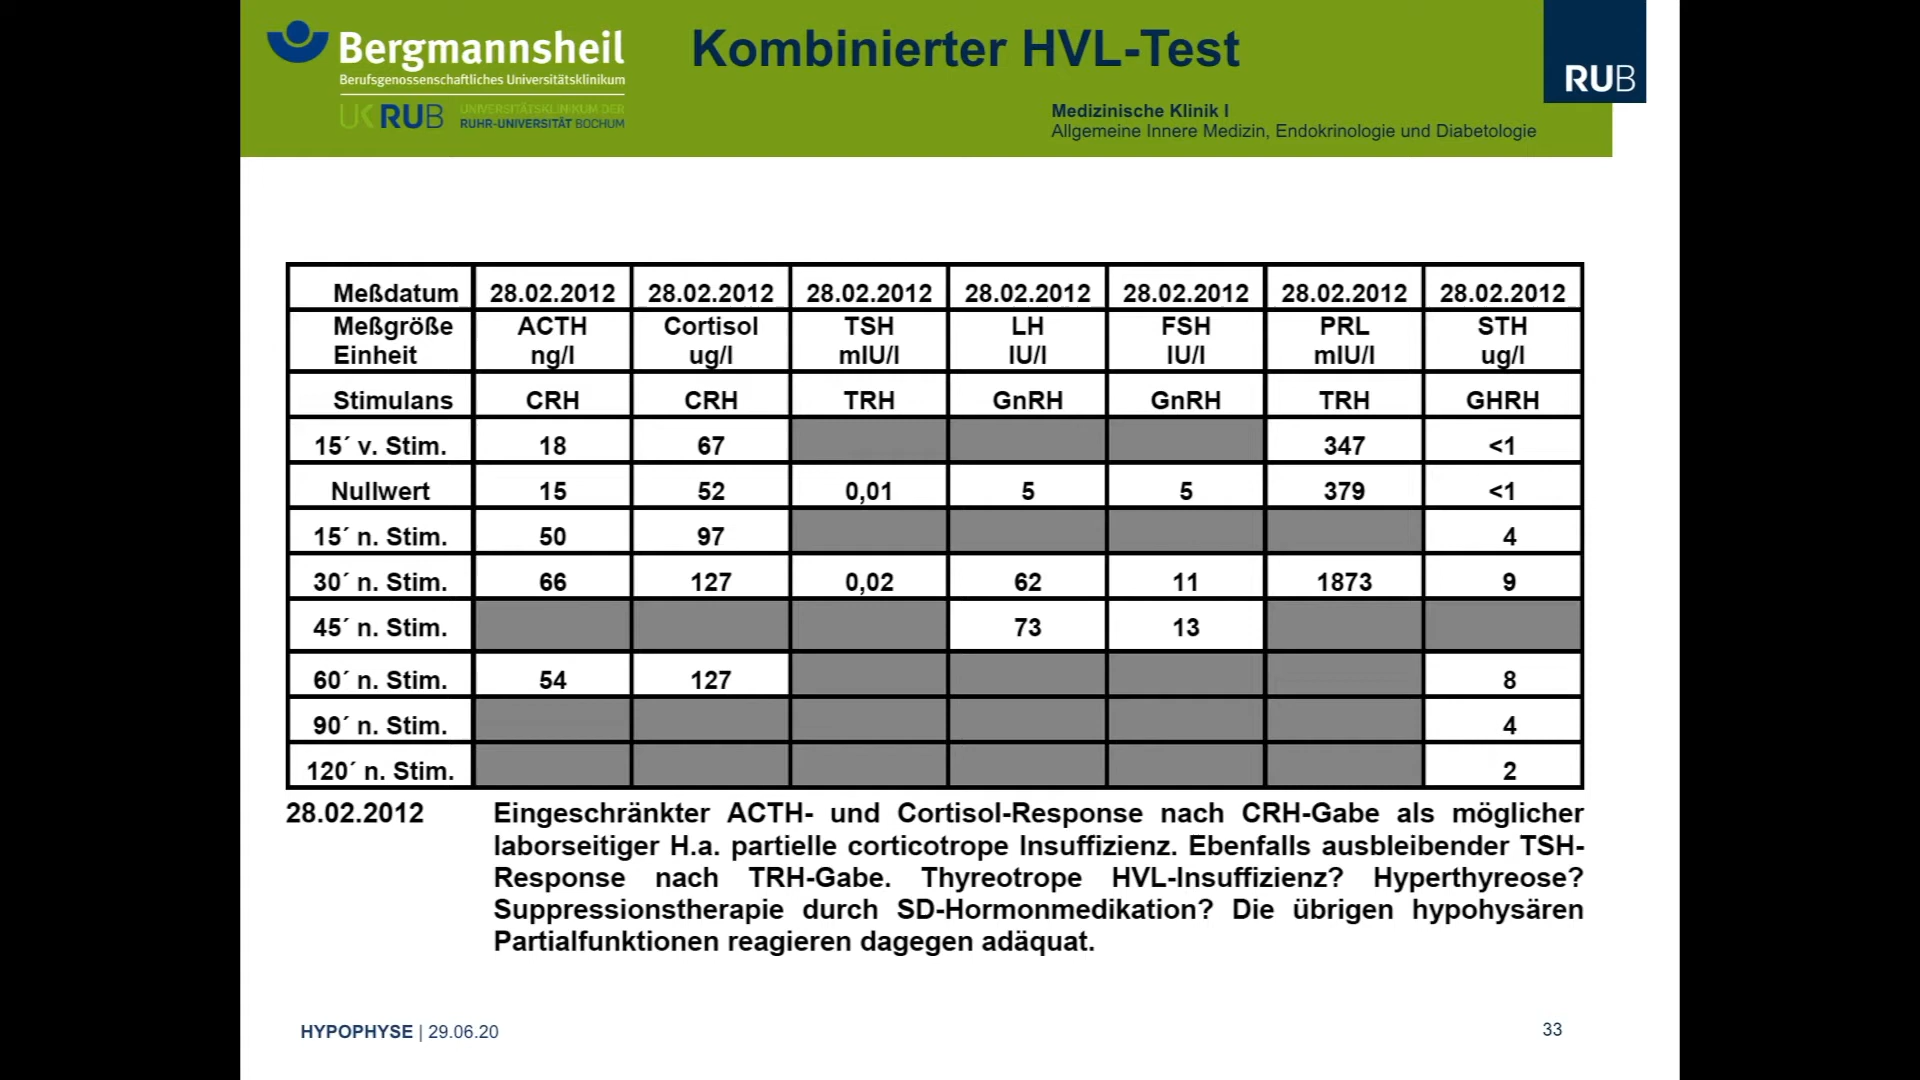 Bergmannsheil
Berufsgenossenschaftliches Universitätsklinikum
UK RUB UNIVERSITÄTSKLINIKUM DER
RUHR-UNIVERSITÄT BOCHUM
Kombinierter HVL-Test
Medizinische Klinik I
Allgemeine Innere Medizin, Endokrinologie und Diabetologie
RUB
Meßdatum 28.02.2012 28.02.2012 28.02.2012 28.02.2012 28.02.2012 28.02.2012 28.02.2012
Meßgröße ACTH Cortisol TSH LH FSH PRL STH
Einheit ng/l ug/l mIU/l IU/l IU/l mIU/l ug/l
Stimulans CRH CRH TRH GnRH GnRH TRH GHRH
15´ v. Stim. 18 67 347 <1
Nullwert 15 52 0,01 5 5 379 <1
15´ n. Stim. 50 97 4
30´ n. Stim. 66 127 0,02 62 11 1873 9
45´ n. Stim. 73 13
60´ n. Stim. 54 127 8
90´ n. Stim. 4
120´ n. Stim. 2
28.02.2012 Eingeschränkter ACTH- und Cortisol-Response nach CRH-Gabe als möglicher
laborseitiger H.a. partielle corticotrope Insuffizienz. Ebenfalls ausbleibender TSH-
Response nach TRH-Gabe. Thyreotrope HVL-Insuffizienz? Hyperthyreose?
Suppressionstherapie durch SD-Hormonmedikation? Die übrigen hypohysären
Partialfunktionen reagieren dagegen adäquat.
HYPOPHYSE | 29.06.20
33